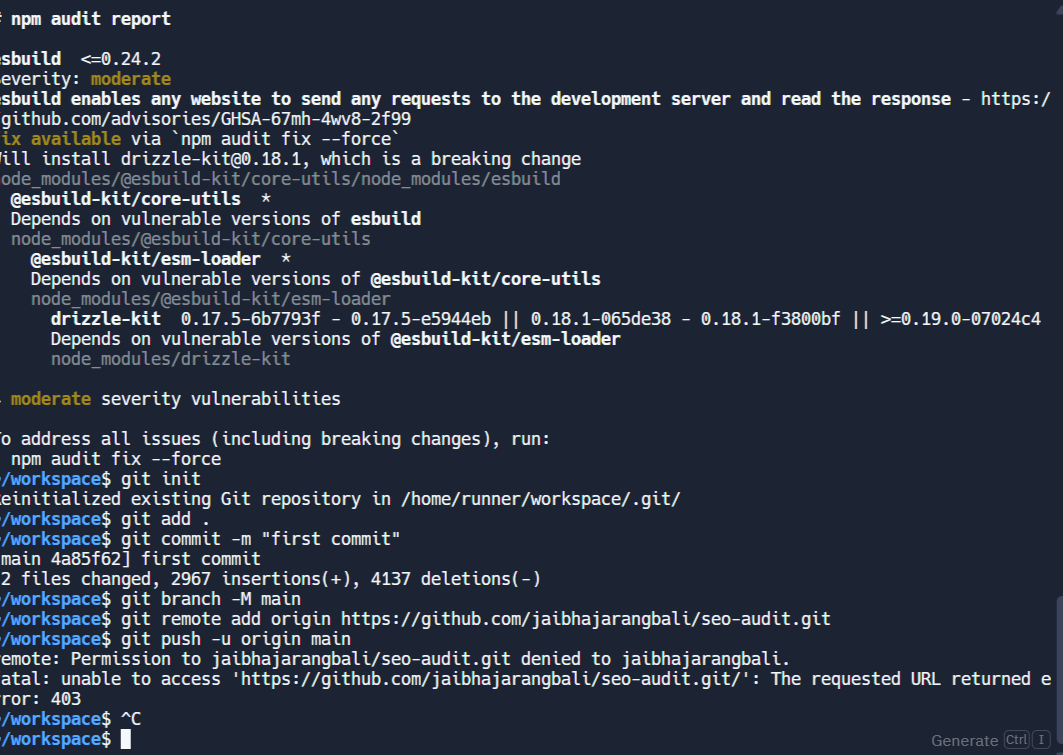 # npm audit report
esbuild  <=0.24.2
Severity: moderate
esbuild enables any website to send any requests to the development server and read the response - https:/
/github.com/advisories/GHSA-67mh-4wv8-2f99
fix available via `npm audit fix --force`
Will install drizzle-kit@0.18.1, which is a breaking change
node_modules/@esbuild-kit/core-utils/node_modules/esbuild
  @esbuild-kit/core-utils  *
  Depends on vulnerable versions of esbuild
  node_modules/@esbuild-kit/core-utils
    @esbuild-kit/esm-loader  *
    Depends on vulnerable versions of @esbuild-kit/core-utils
    node_modules/@esbuild-kit/esm-loader
      drizzle-kit  0.17.5-6b7793f - 0.17.5-e5944eb || 0.18.1-065de38 - 0.18.1-f3800bf || >=0.19.0-07024c4
      Depends on vulnerable versions of @esbuild-kit/esm-loader
      node_modules/drizzle-kit
moderate severity vulnerabilities
To address all issues (including breaking changes), run:
  npm audit fix --force
~/workspace$ git init
Reinitialized existing Git repository in /home/runner/workspace/.git/
~/workspace$ git add .
~/workspace$ git commit -m "first commit"
[main 4a85f62] first commit
2 files changed, 2967 insertions(+), 4137 deletions(-)
~/workspace$ git branch -M main
~/workspace$ git remote add origin https://github.com/jaibhajarangbali/seo-audit.git
~/workspace$ git push -u origin main
remote: Permission to jaibhajarangbali/seo-audit.git denied to jaibhajarangbali.
fatal: unable to access 'https://github.com/jaibhajarangbali/seo-audit.git/': The requested URL returned e
rror: 403
~/workspace$ ^C
~/workspace$
Generate Ctrl I